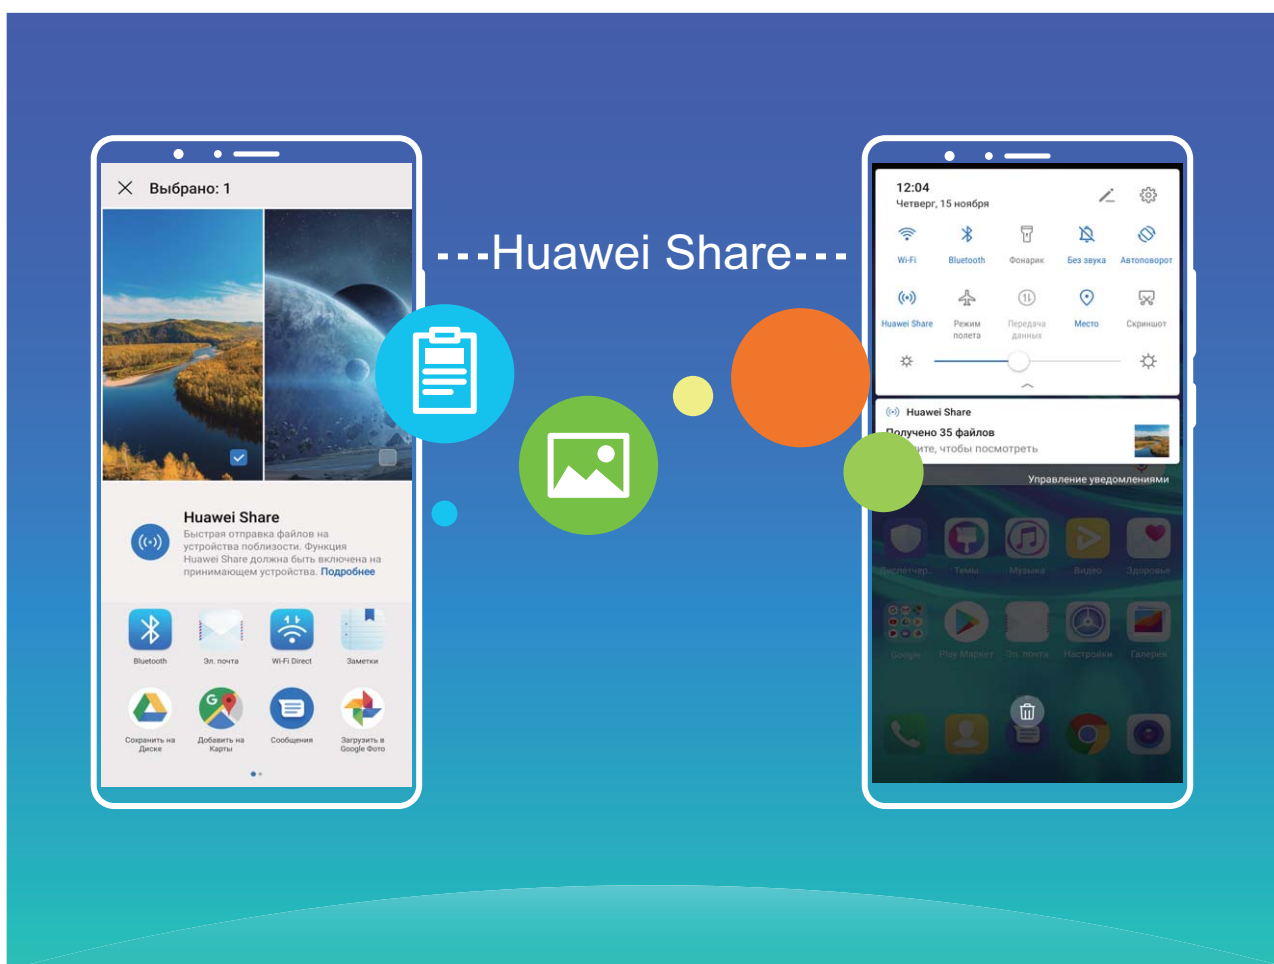 Выбрано: 1
Huawei Share
Быстрая отправка файлов на
устройства поблизости. Функция
Huawei Share должна быть включена на
принимающем устройства. Подробнее
Bluetooth
Эл. почта
Wi-Fi Direct
Заметки
Сохранить на
Диске
Добавить на
Карты
Сообщения
Загрузить в
Google Фото
---Huawei Share---
12:04
Четверг, 15 ноября
Wi-Fi
Bluetooth
Фонарик
Без звука
Автоповорот
Huawei Share
Режим
полета
Передача
данных
Место
Скриншот
Huawei Share
Получено 35 файлов
чтобы посмотреть
Управление уведомлениями
Диспетчер.
Темы
Музыка
Видео
Здоровье
Google
Play Маркет
Эл. почта
Настройки
Галерея